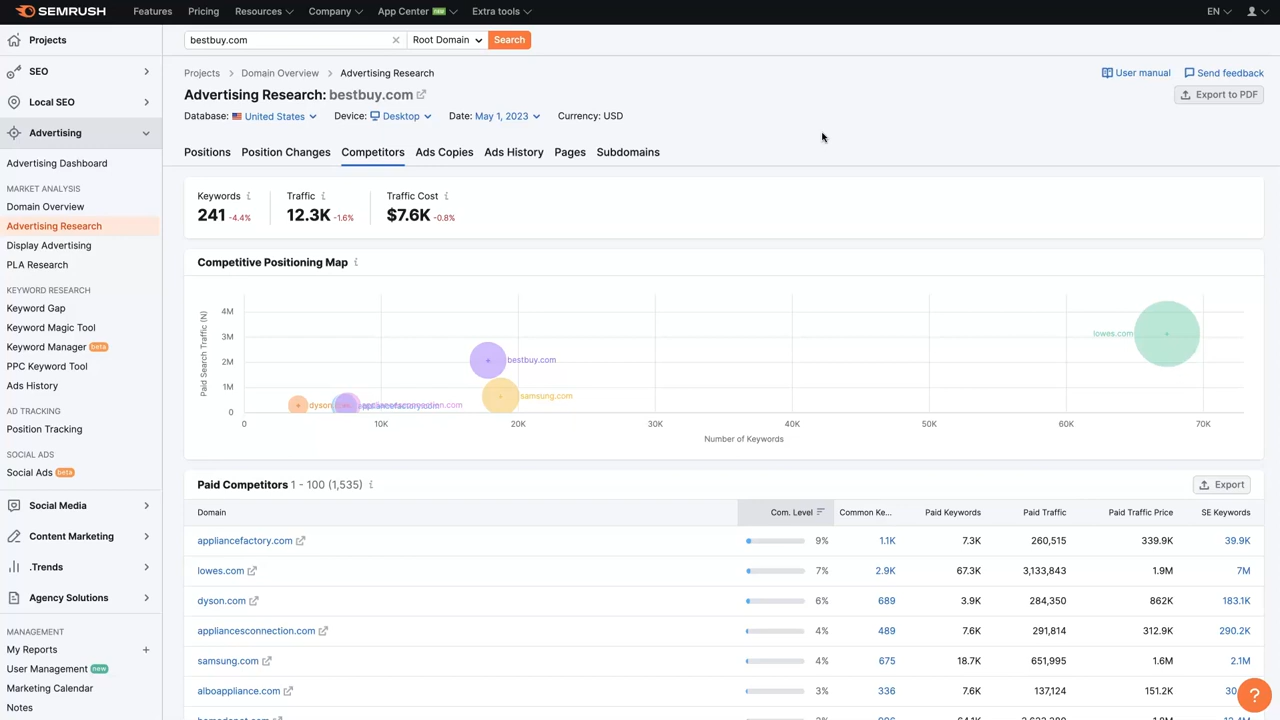 SEMRUSH
Features
Pricing
Resources
Company
App Center new
Extra tools
EN
Projects
SEO
Local SEO
Advertising
Advertising Dashboard
MARKET ANALYSIS
Domain Overview
Advertising Research
Display Advertising
PLA Research
KEYWORD RESEARCH
Keyword Gap
Keyword Magic Tool
Keyword Manager beta
PPC Keyword Tool
Ads History
AD TRACKING
Position Tracking
SOCIAL ADS
Social Ads beta
Social Media
Content Marketing
.Trends
Agency Solutions
MANAGEMENT
My Reports
User Management new
Marketing Calendar
Notes
bestbuy.com
Root Domain
Search
Projects > Domain Overview > Advertising Research
User manual
Send feedback
Advertising Research: bestbuy.com
Export to PDF
Database: United States Device: Desktop Date: May 1, 2023 Currency: USD
Positions Position Changes Competitors Ads Copies Ads History Pages Subdomains
Keywords i Traffic i Traffic Cost i
241 -4.4% 12.3K -1.6% $7.6K -0.8%
Competitive Positioning Map i
Paid Search Traffic (N)
4M
3M
2M
1M
0
lowes.com
bestbuy.com
samsung.com
dyson
appliancesconnection.com
appliancefactory.com
0 10K 20K 30K 40K 50K 60K 70K
Number of Keywords
Paid Competitors 1 - 100 (1,535) i
Export
Domain Com. Level Common Ke... Paid Keywords Paid Traffic Paid Traffic Price SE Keywords
appliancefactory.com 9% 1.1K 7.3K 260,515 339.9K 39.9K
lowes.com 7% 2.9K 67.3K 3,133,843 1.9M 7M
dyson.com 6% 689 3.9K 284,350 862K 183.1K
appliancesconnection.com 4% 489 7.6K 291,814 312.9K 290.2K
samsung.com 4% 675 18.7K 651,995 1.6M 2.1M
alboappliance.com 3% 336 7.6K 137,124 151.2K 30
?